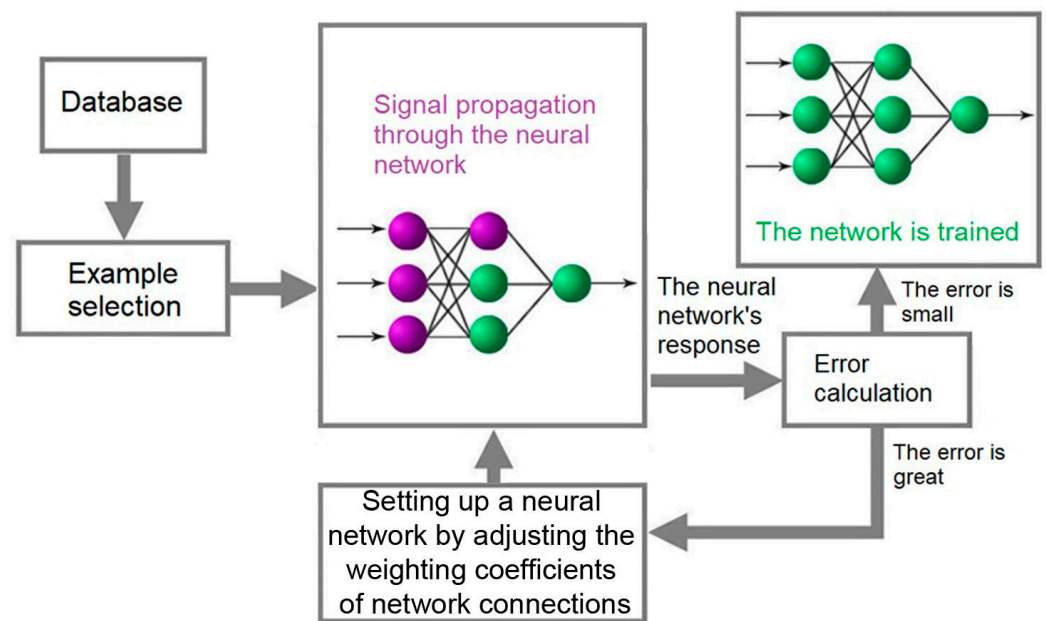 Database
Example
selection
Signal propagation
through the neural
network
The neural
network's
response
Error
calculation
The error is
small
The network is trained
The error is
great
Setting up a neural
network by adjusting the
weighting coefficients
of network connections